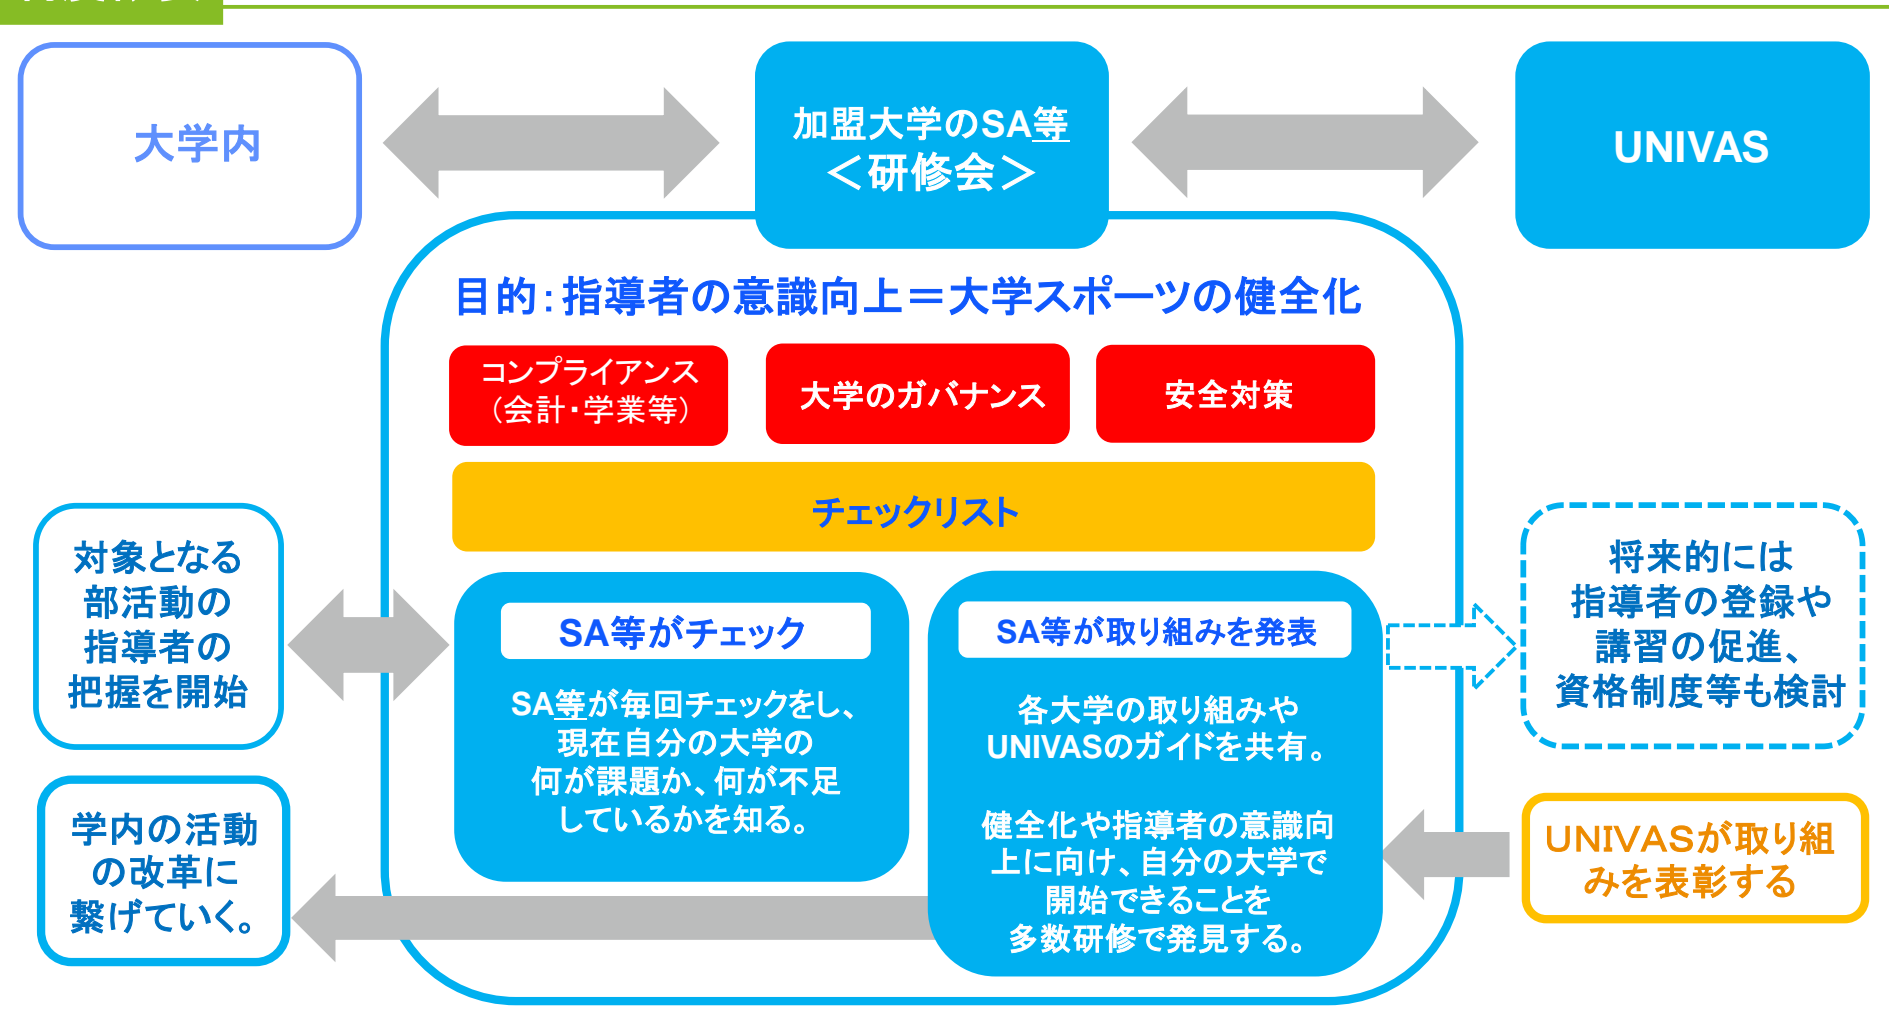 大学内
加盟大学のSA等
＜研修会＞
UNIVAS
目的：指導者の意識向上＝大学スポーツの健全化
コンプライアンス
（会計・学業等）
大学のガバナンス
安全対策
チェックリスト
対象となる
部活動の
指導者の
把握を開始
SA等がチェック
SA等が毎回チェックをし、
現在自分の大学の
何が課題か、何が不足
しているかを知る。
SA等が取り組みを発表
各大学の取り組みや
UNIVASのガイドを共有。
健全化や指導者の意識向
上に向け、自分の大学で
開始できることを
多数研修で発見する。
将来的には
指導者の登録や
講習の促進、
資格制度等も検討
学内の活動
の改革に
繋げていく。
UNIVASが取り組
みを表彰する